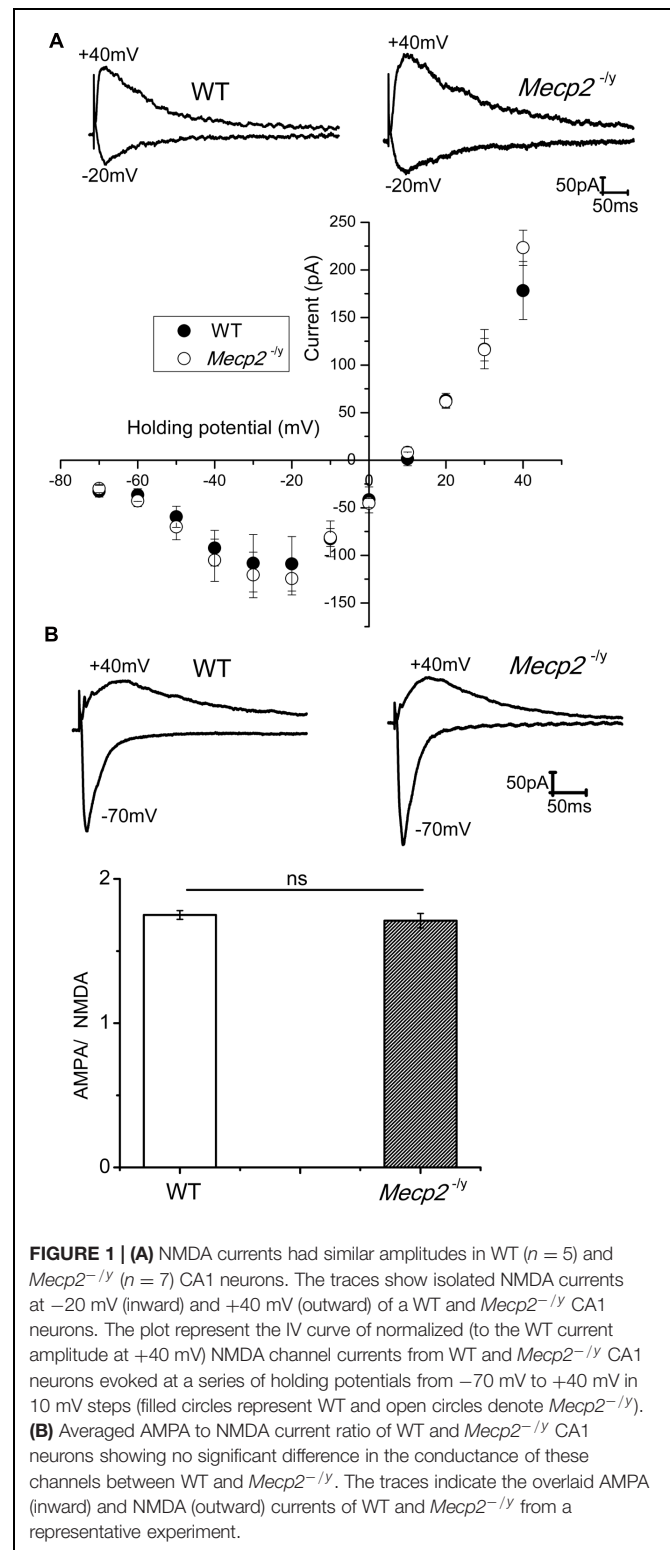 A
+40mV
WT
-20mV
+40mV
Mecp2 -/y
-20mV
50pA
50ms
250
200
150
100
50
0
-50
-100
-150
Current (pA)
WT
Mecp2 -/y
Holding potential (mV)
-80
-60
-40
-20
0
20
40
B
+40mV
WT
-70mV
+40mV
Mecp2 -/y
-70mV
50pA
50ms
2
1
0
AMPA/ NMDA
ns
WT
Mecp2 -/y
FIGURE 1 | (A) NMDA currents had similar amplitudes in WT (n = 5) and
Mecp2−/y (n = 7) CA1 neurons. The traces show isolated NMDA currents
at −20 mV (inward) and +40 mV (outward) of a WT and Mecp2−/y CA1
neurons. The plot represent the IV curve of normalized (to the WT current
amplitude at +40 mV) NMDA channel currents from WT and Mecp2−/y CA1
neurons evoked at a series of holding potentials from −70 mV to +40 mV in
10 mV steps (filled circles represent WT and open circles denote Mecp2−/y).
(B) Averaged AMPA to NMDA current ratio of WT and Mecp2−/y CA1
neurons showing no significant difference in the conductance of these
channels between WT and Mecp2−/y. The traces indicate the overlaid AMPA
(inward) and NMDA (outward) currents of WT and Mecp2−/y from a
representative experiment.